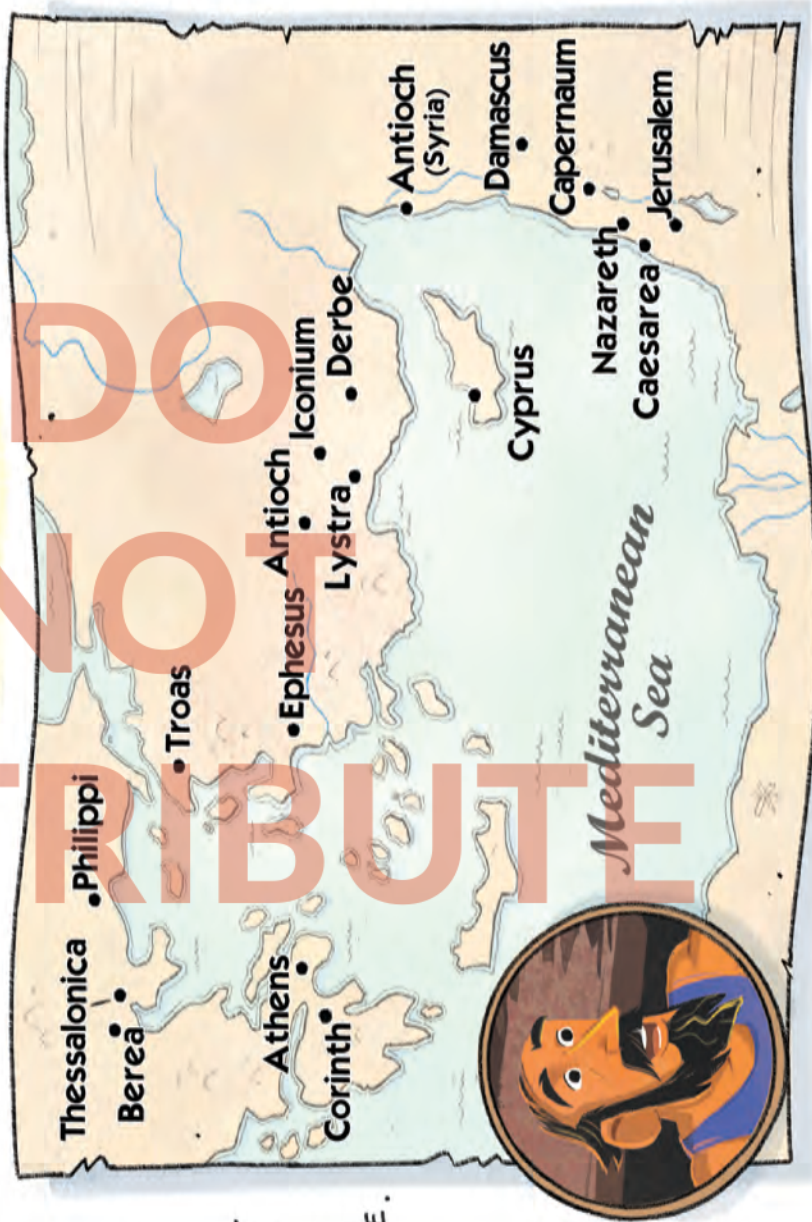 Thessalonica
Philippi
Berea
Troas
Athens
Corinth
Ephesus
Antioch
Iconium
Lystra
Derbe
Antioch
(Syria)
Cyprus
Damascus
Capernaum
Nazareth
Caesarea
Jerusalem
Mediterranean
Sea
DO
NOT
TRIBUTE